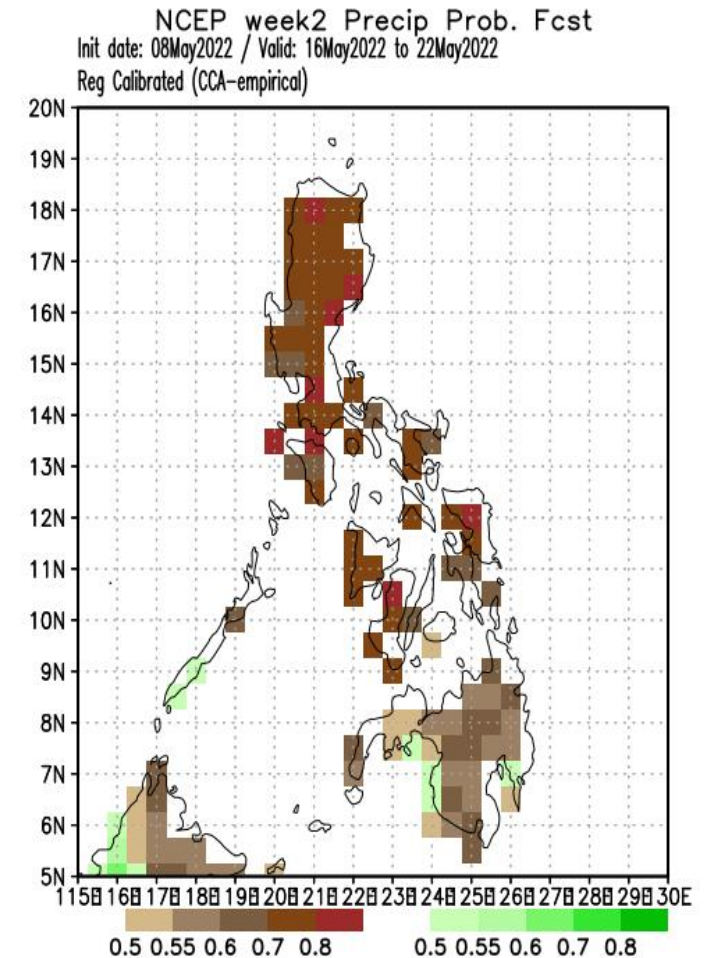 NCEP week2 Precip Prob. Fcst
Init date: 08May2022 / Valid: 16May2022 to 22May2022
Reg Calibrated (CCA-empirical)
20N
19N
18N
17N
16N
15N
14N
13N
12N
11N
10N
9N
8N
7N
6N
5N
115E 116E 117E 118E 119E 120E 121E 122E 123E 124E 125E 126E 127E 128E 129E 130E
0.5 0.55 0.6 0.7 0.8 0.5 0.55 0.6 0.7 0.8